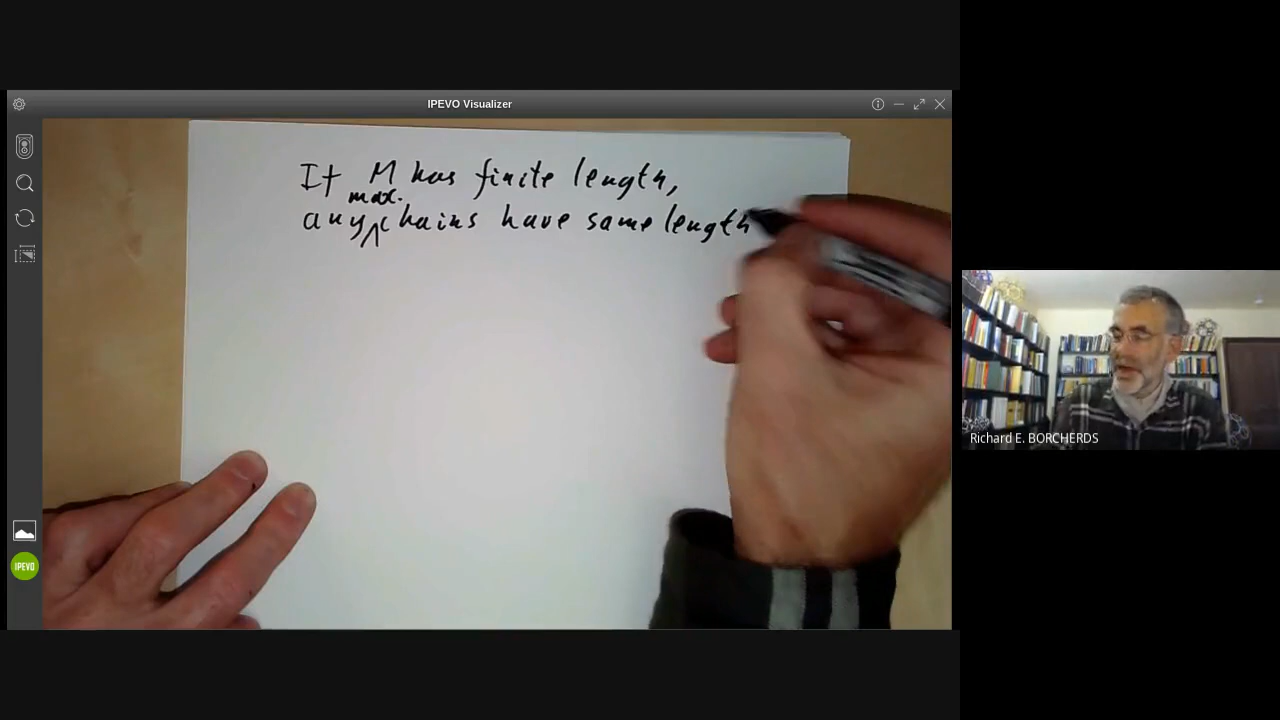 IPEVO Visualizer
If M has finite length,
max.
any chains have same length
IPEVO
Richard E. BORCHERDS